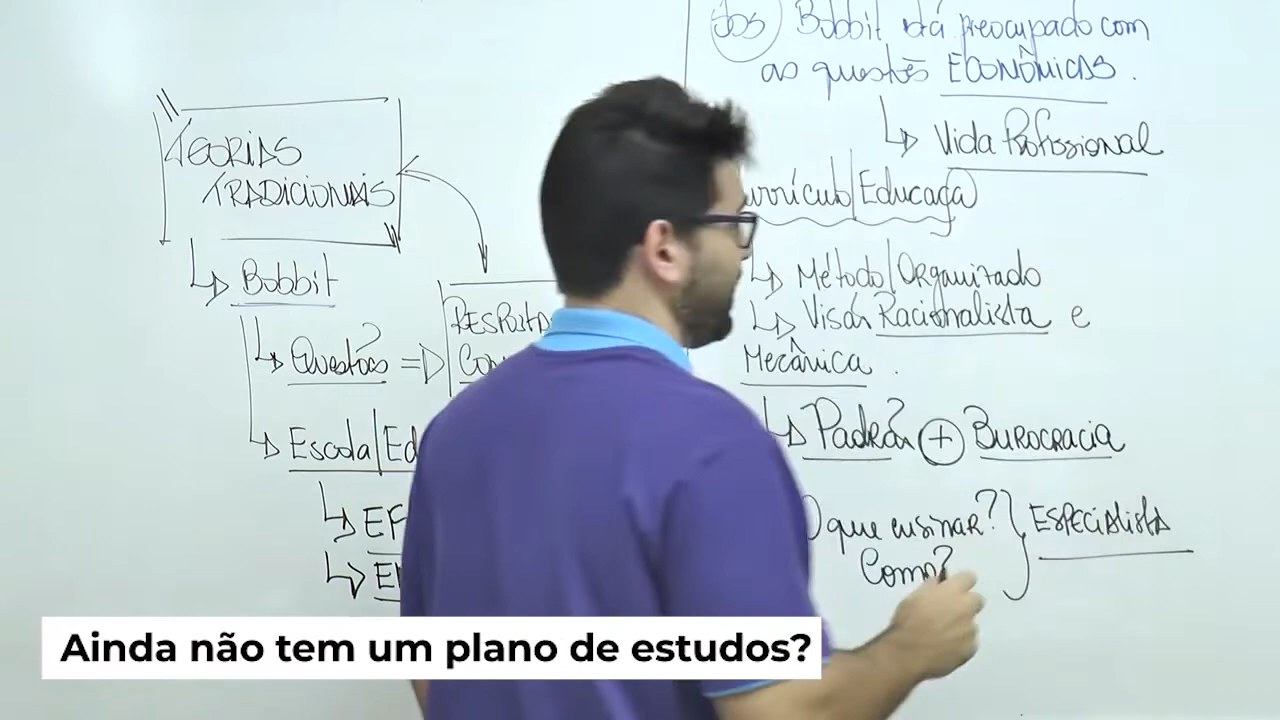 TEORIAS
TRADICIONAIS
Bobbit
Questões
Escola
Bobbit está preocupado com
as questões ECONÔMICAS.
Vida Profissional
Educação
Método/Organizado
Visão Racionalista e
Mecânica.
Padrão + Burocracia
O que ensinar?
Como?
ESPECIALISTA
Ainda não tem um plano de estudos?